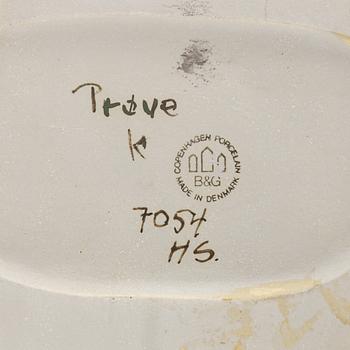 Prøve
K
COPENHAGEN PORCELAIN
B&G
MADE IN DENMARK
7054
HS.